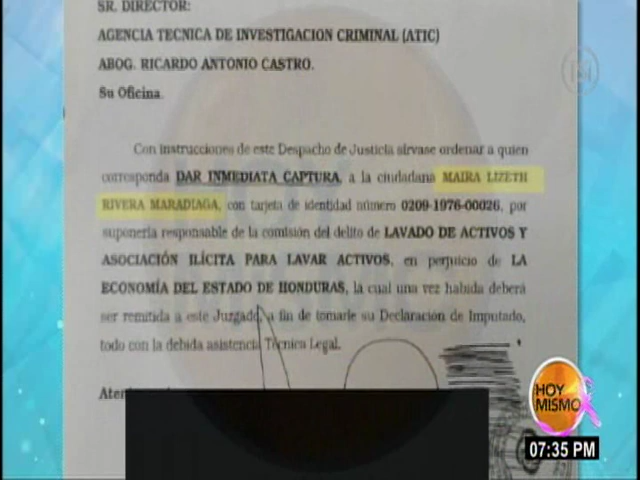 SR. DIRECTOR:
AGENCIA TECNICA DE INVESTIGACION CRIMINAL (ATIC)
ABOG. RICARDO ANTONIO CASTRO.
Su Oficina.
Con instrucciones de este Despacho de Justicia sírvase ordenar a quien
corresponda DAR INMEDIATA CAPTURA, a la ciudadana MAIRA LIZETH
RIVERA MARADIAGA, con tarjeta de identidad número 0209-1976-00026, por
suponerla responsable de la comisión del delito de LAVADO DE ACTIVOS Y
ASOCIACIÓN ILÍCITA PARA LAVAR ACTIVOS, en perjuicio de LA
ECONOMÍA DEL ESTADO DE HONDURAS, la cual una vez habida deberá
ser remitida a este Juzgado, a fin de tomarle su Declaración de Imputado,
todo con la debida asistencia Técnica Legal.
HOY
MISMO
07:35 PM